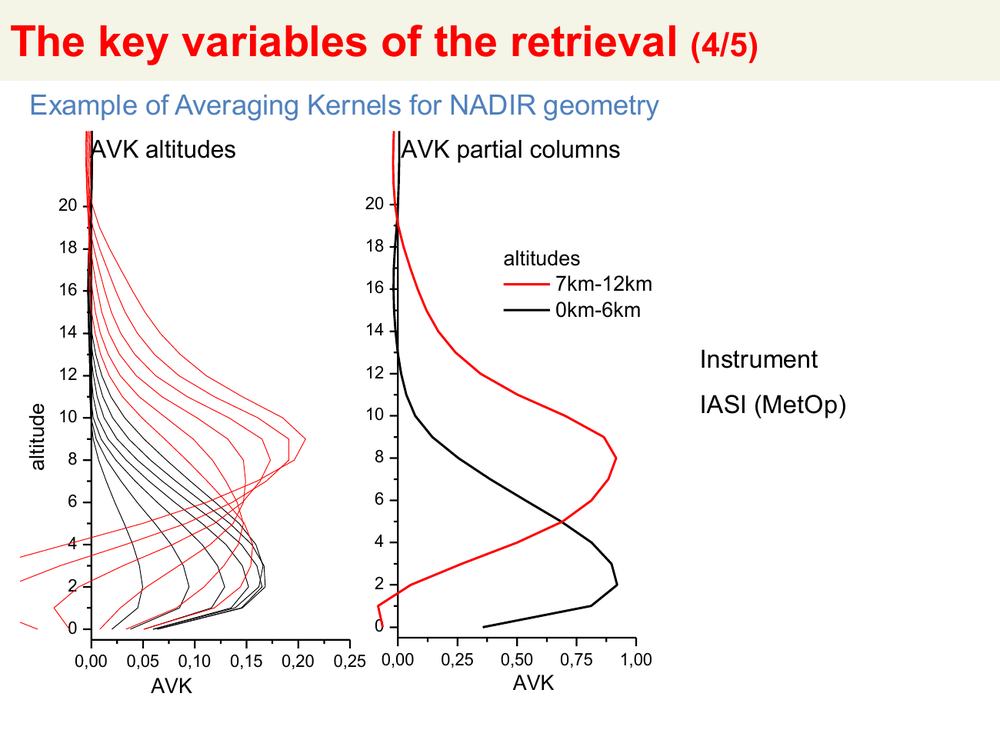 The key variables of the retrieval (4/5)
Example of Averaging Kernels for NADIR geometry
AVK altitudes
20
18
16
14
12
10
8
6
4
2
0
altitude
0,00 0,05 0,10 0,15 0,20 0,25
AVK
AVK partial columns
20
18
16
14
12
10
8
6
4
2
0
altitudes
7km-12km
0km-6km
0,00 0,25 0,50 0,75 1,00
AVK
Instrument
IASI (MetOp)